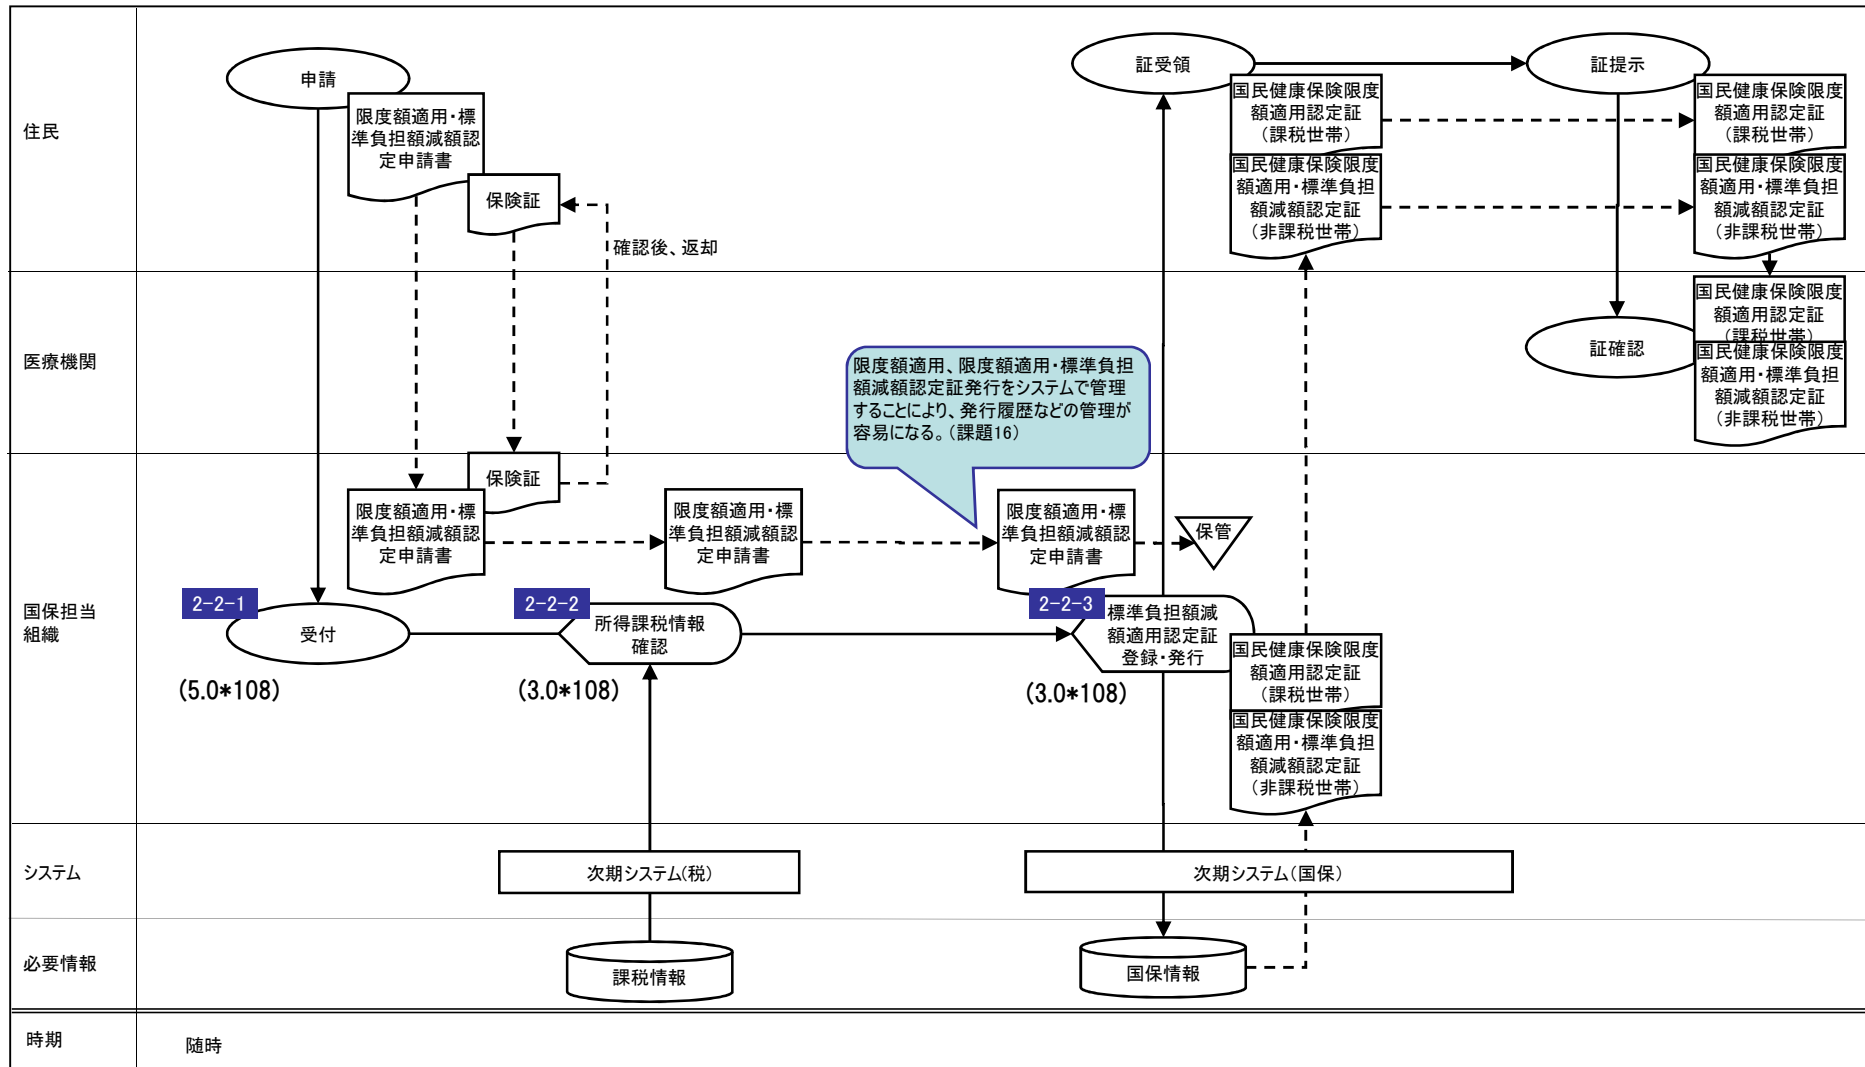 住民
申請
限度額適用・標
準負担額減額認
定申請書
保険証
確認後、返却
証受領
国民健康保険限度
額適用認定証
(課税世帯)
国民健康保険限度
額適用・標準負担
額減額認定証
(非課税世帯)
証提示
国民健康保険限度
額適用認定証
(課税世帯)
国民健康保険限度
額適用・標準負担
額減額認定証
(非課税世帯)
医療機関
限度額適用、限度額適用・標準負担
額減額認定証発行をシステムで管理
することにより、発行履歴などの管理が
容易になる。(課題16)
証確認
国民健康保険限度
額適用認定証
(課税世帯)
国民健康保険限度
額適用・標準負担
額減額認定証
(非課税世帯)
国保担当
組織
保険証
限度額適用・標
準負担額減額認
定申請書
限度額適用・標
準負担額減額認
定申請書
限度額適用・標
準負担額減額認
定申請書
保管
2-2-1
受付
(5.0*108)
2-2-2
所得課税情報
確認
(3.0*108)
2-2-3
標準負担額減
額適用認定証
登録・発行
(3.0*108)
国民健康保険限度
額適用認定証
(課税世帯)
国民健康保険限度
額適用・標準負担
額減額認定証
(非課税世帯)
システム
次期システム(税)
次期システム(国保)
必要情報
課税情報
国保情報
時期
随時